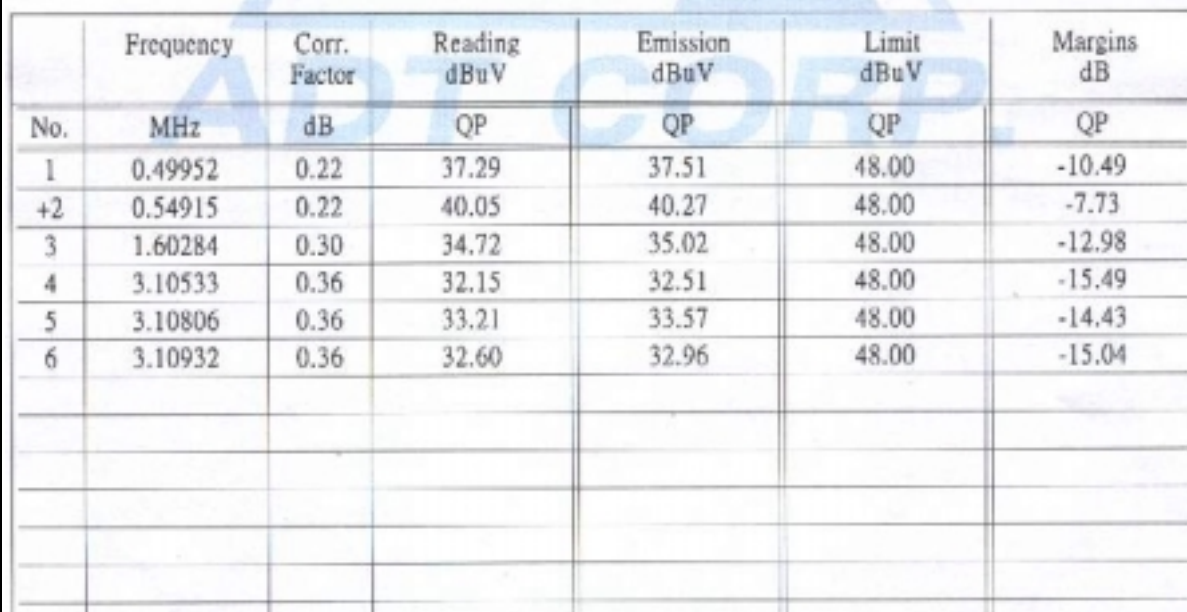 ADT CORP.
Frequency Corr. Factor Reading dBuV Emission dBuV Limit dBuV Margins dB
No. MHz dB QP QP QP QP
1 0.49952 0.22 37.29 37.51 48.00 -10.49
+2 0.54915 0.22 40.05 40.27 48.00 -7.73
3 1.60284 0.30 34.72 35.02 48.00 -12.98
4 3.10533 0.36 32.15 32.51 48.00 -15.49
5 3.10806 0.36 33.21 33.57 48.00 -14.43
6 3.10932 0.36 32.60 32.96 48.00 -15.04